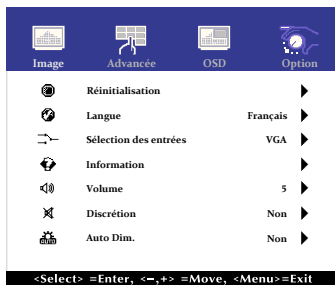 Image Advancée OSD Option
Réinitialisation
Langue Français
Sélection des entrées VGA
Information
Volume 5
Discrétion Non
Auto Dim. Non
<Select> =Enter, <−,+> =Move, <Menu>=Exit